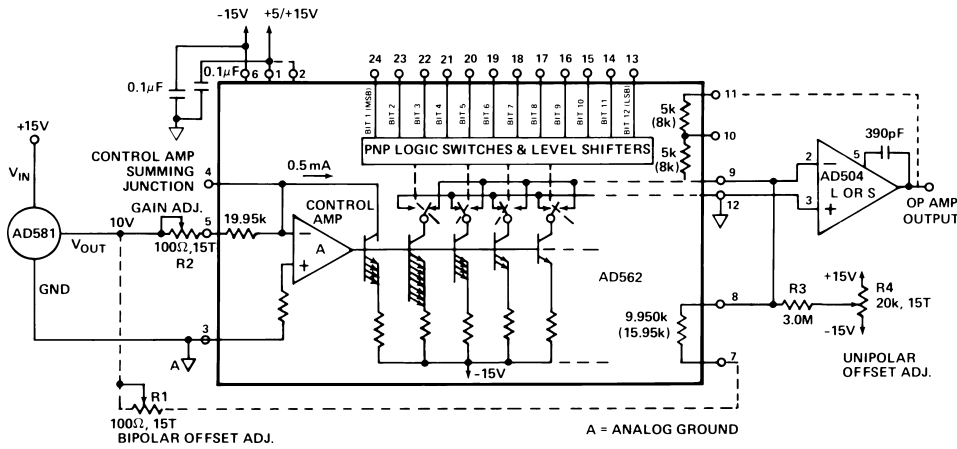 -15V
+5/+15V
0.1µF
0.1µF
6
1
2
24
23
22
21
20
19
18
17
16
15
14
13
BIT 1 (MSB)
BIT 2
BIT 3
BIT 4
BIT 5
BIT 6
BIT 7
BIT 8
BIT 9
BIT 10
BIT 11
BIT 12 (LSB)
PNP LOGIC SWITCHES & LEVEL SHIFTERS
5k
(8k)
5k
(8k)
11
10
9
12
+15V
VIN
AD581
VOUT
10V
GND
CONTROL AMP
SUMMING
JUNCTION
4
GAIN ADJ.
5
100Ω,15T
R2
19.95k
0.5mA
CONTROL
AMP
A
−
+
3
A
AD562
-15V
9.950k
(15.95k)
8
7
390pF
5
2
3
−
+
AD504
L OR S
OP AMP
OUTPUT
R3
3.0M
+15V
R4
20k, 15T
-15V
UNIPOLAR
OFFSET ADJ.
R1
100Ω, 15T
BIPOLAR OFFSET ADJ.
A = ANALOG GROUND